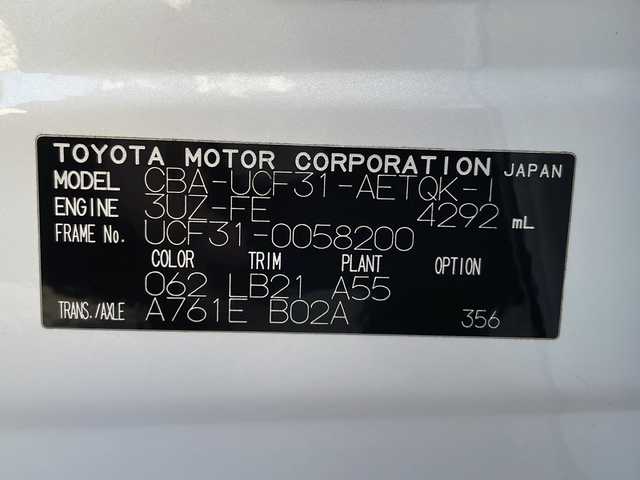 TOYOTA MOTOR CORPORATION JAPAN
MODEL CBA-UCF31-AETQK-1
ENGINE 3UZ-FE 4292 mL
FRAME No. UCF31-0058200
COLOR TRIM PLANT OPTION
062 LB21 A55
TRANS./AXLE A761E B02A 356